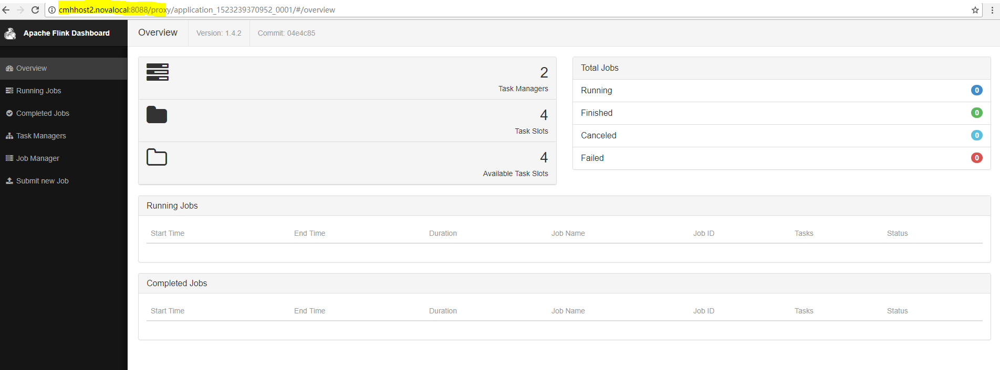 cmhhost2.novalocal:8088/proxy/application_1523239370952_0001/#/overview
Apache Flink Dashboard
Overview
Version: 1.4.2
Commit: 04e4c85
Overview
Running Jobs
Completed Jobs
Task Managers
Job Manager
Submit new Job
2
Task Managers
4
Task Slots
4
Available Task Slots
Total Jobs
Running 0
Finished 0
Canceled 0
Failed 0
Running Jobs
Start Time End Time Duration Job Name Job ID Tasks Status
Completed Jobs
Start Time End Time Duration Job Name Job ID Tasks Status